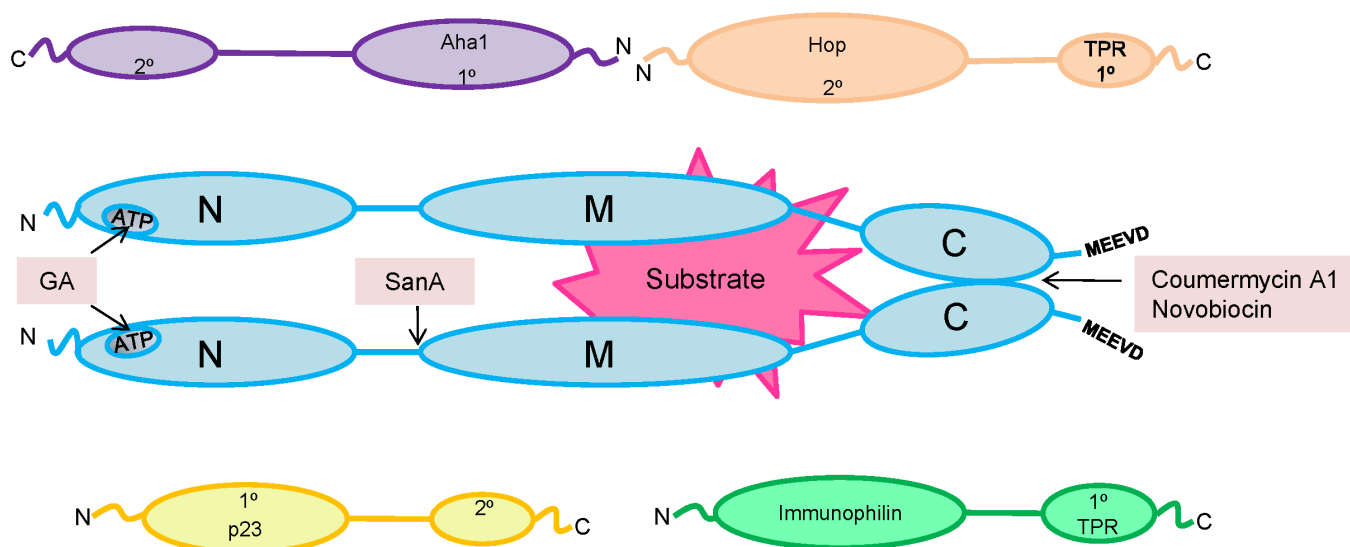 C
2º
Aha1
1º
N
N
Hop
2º
TPR
1º
C
N
ATP
N
M
C
MEEVD
GA
SanA
Substrate
Coumermycin A1
Novobiocin
N
ATP
N
M
C
MEEVD
N
1º
p23
2º
C
N
Immunophilin
1º
TPR
C